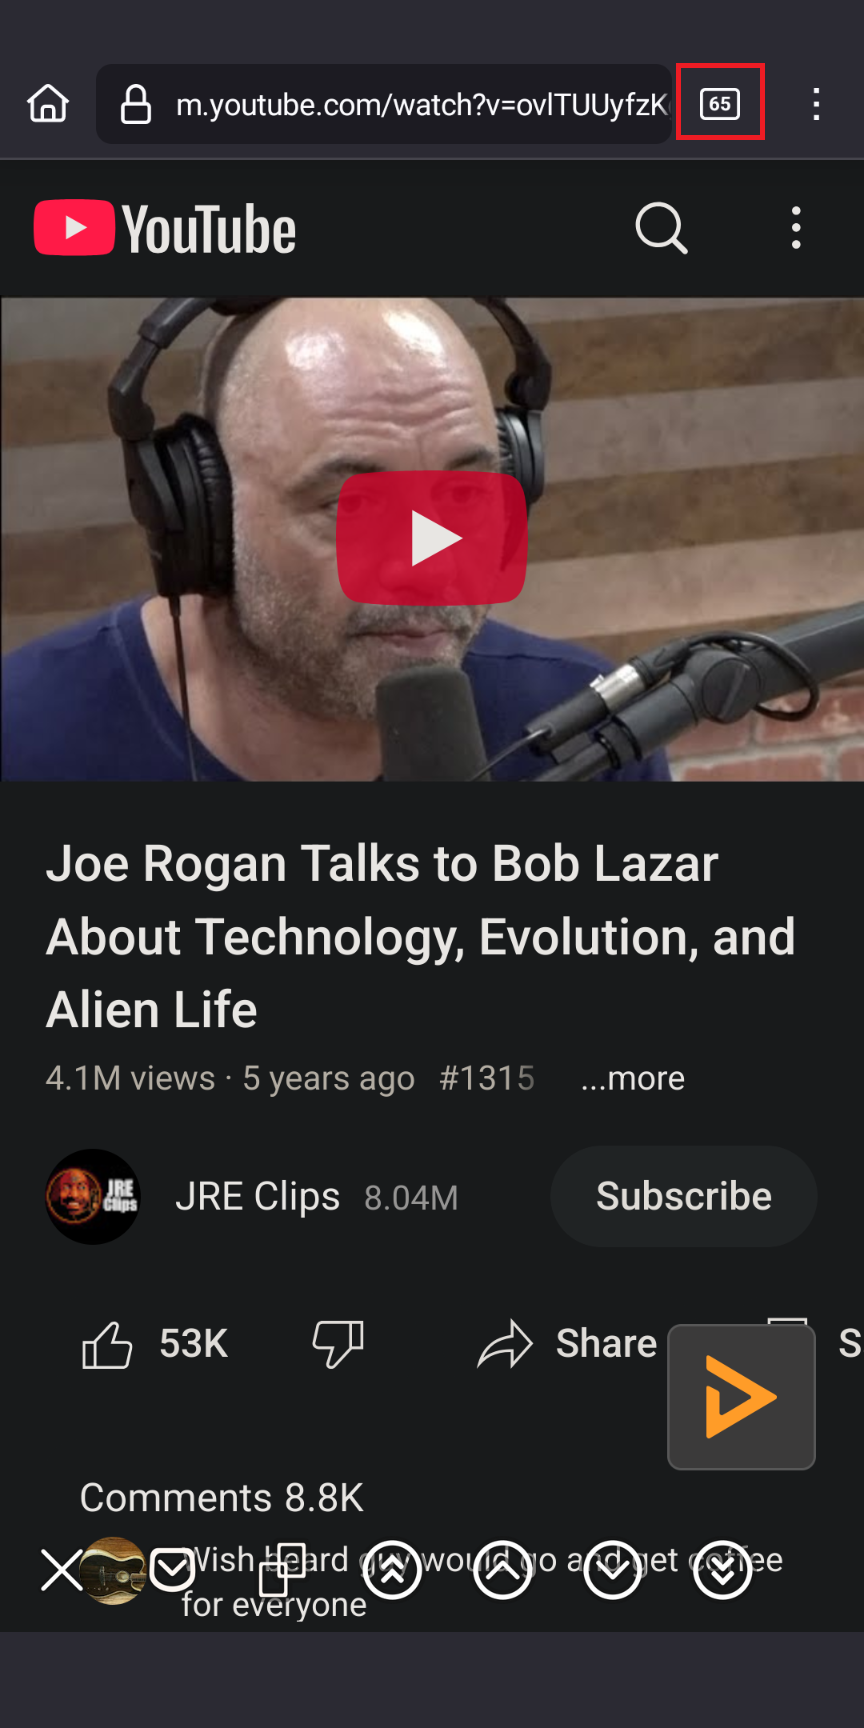 m.youtube.com/watch?v=ovlTUUyfzK
65
YouTube
Joe Rogan Talks to Bob Lazar
About Technology, Evolution, and
Alien Life
4.1M views · 5 years ago #1315 ...more
JRE Clips
JRE Clips 8.04M Subscribe
53K Share S
Comments 8.8K
Wish beard guy would go and get coffee
for everyone